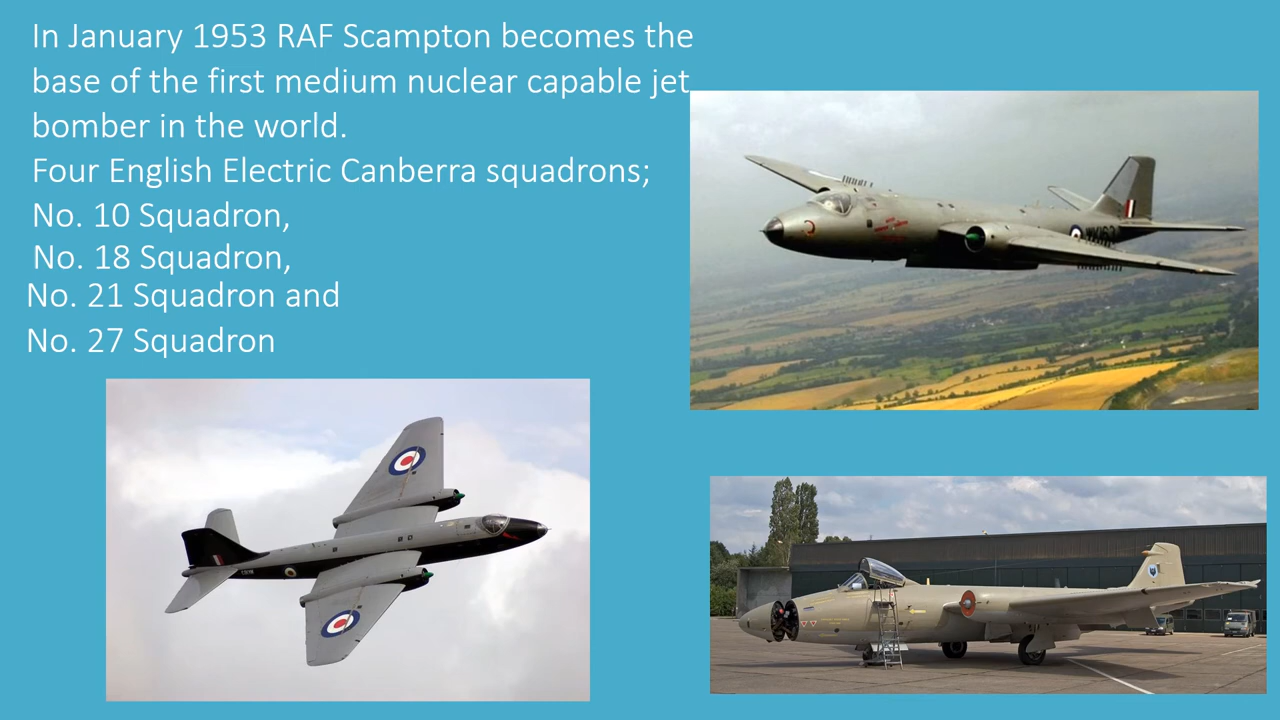 In January 1953 RAF Scampton becomes the
base of the first medium nuclear capable jet
bomber in the world.
Four English Electric Canberra squadrons;
No. 10 Squadron,
No. 18 Squadron,
No. 21 Squadron and
No. 27 Squadron
WK163